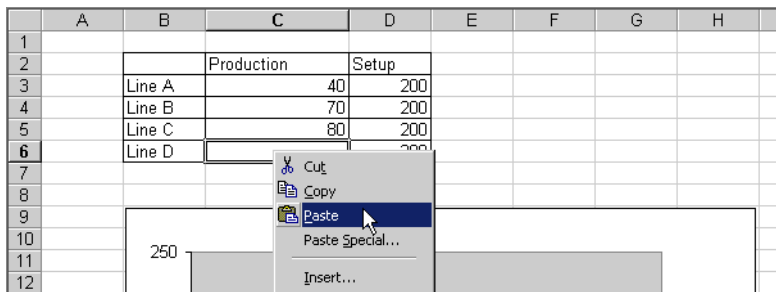 A B C D E F G H
1
2 Production Setup
3 Line A 40 200
4 Line B 70 200
5 Line C 80 200
6 Line D
7 Cut
8 Copy
9 Paste
10 Paste Special...
11 250
12 Insert...